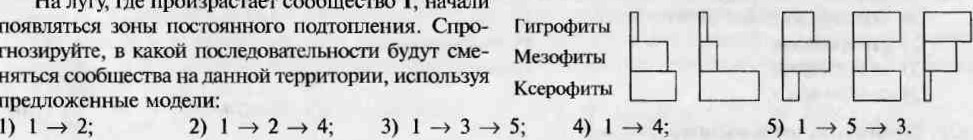 На лугу, где произрастает сообщество 1, начали
появляться зоны постоянного подтопления. Спро-
гнозируйте, в какой последовательности будут сме-
няться сообщества на данной территории, используя
предложенные модели:
Гигрофиты
Мезофиты
Ксерофиты
1) 1 → 2; 2) 1 → 2 → 4; 3) 1 → 3 → 5; 4) 1 → 4; 5) 1 → 5 → 3.